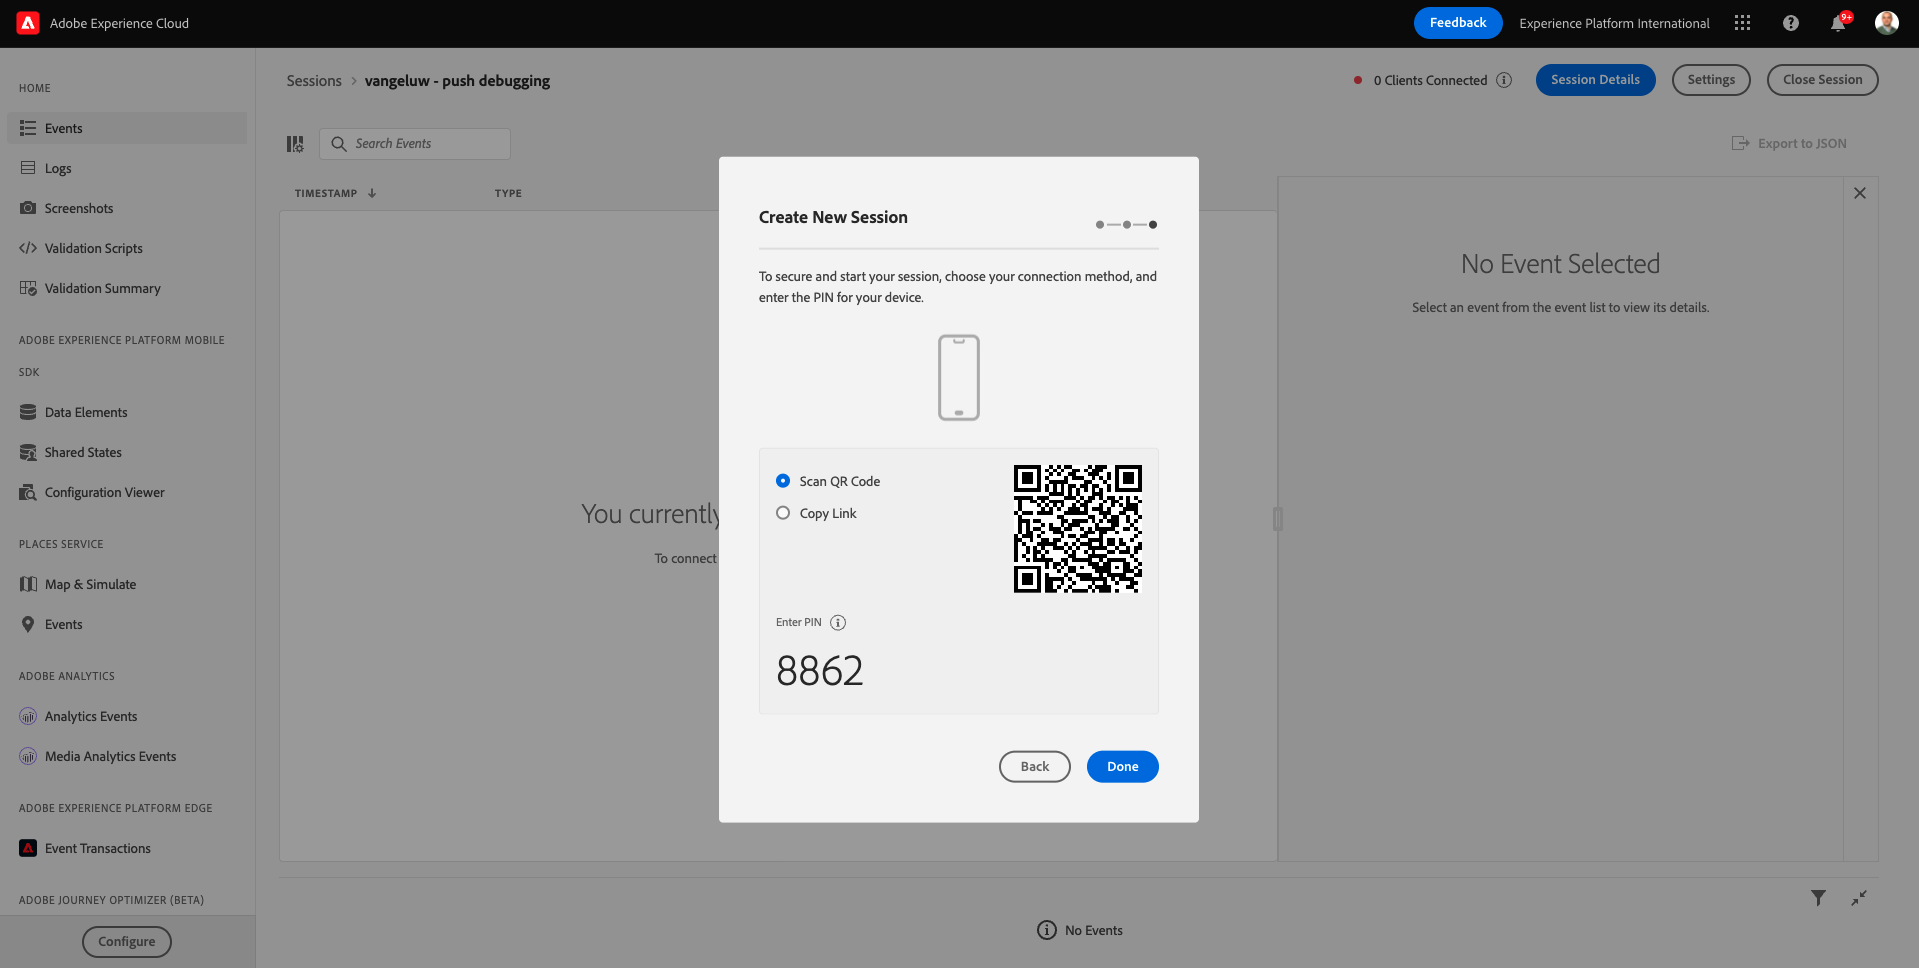 Adobe Experience Cloud
Feedback
Experience Platform International
9+
HOME
Events
Logs
Screenshots
Validation Scripts
Validation Summary
ADOBE EXPERIENCE PLATFORM MOBILE
SDK
Data Elements
Shared States
Configuration Viewer
PLACES SERVICE
Map & Simulate
Events
ADOBE ANALYTICS
Analytics Events
Media Analytics Events
ADOBE EXPERIENCE PLATFORM EDGE
Event Transactions
ADOBE JOURNEY OPTIMIZER (BETA)
Configure
Sessions > vangeluw - push debugging
0 Clients Connected
Session Details
Settings
Close Session
Search Events
Export to JSON
TIMESTAMP
TYPE
You currently
To connect
Create New Session
To secure and start your session, choose your connection method, and
enter the PIN for your device.
Scan QR Code
Copy Link
Enter PIN
8862
Back
Done
No Event Selected
Select an event from the event list to view its details.
No Events